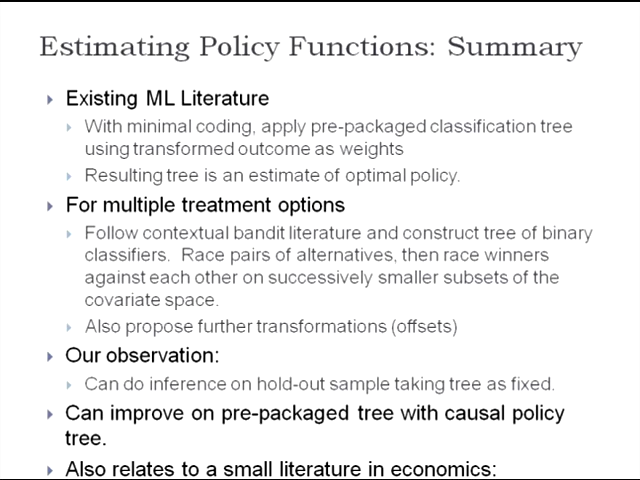 Estimating Policy Functions: Summary
Existing ML Literature
With minimal coding, apply pre-packaged classification tree
using transformed outcome as weights
Resulting tree is an estimate of optimal policy.
For multiple treatment options
Follow contextual bandit literature and construct tree of binary
classifiers. Race pairs of alternatives, then race winners
against each other on successively smaller subsets of the
covariate space.
Also propose further transformations (offsets)
Our observation:
Can do inference on hold-out sample taking tree as fixed.
Can improve on pre-packaged tree with causal policy
tree.
Also relates to a small literature in economics: